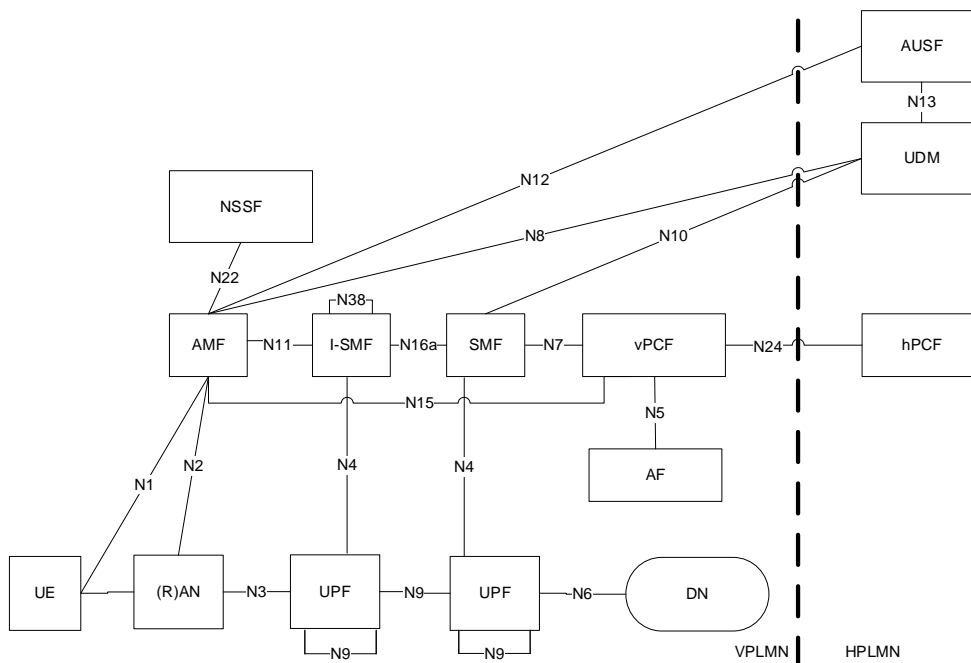 AUSF
N13
UDM
N12
NSSF
N8
N10
N22
N38
AMF
N11
I-SMF
N16a
SMF
N7
vPCF
N24
hPCF
N15
N5
N2
N4
N4
AF
N1
UE
(R)AN
N3
UPF
N9
UPF
N6
DN
N9
N9
VPLMN
HPLMN